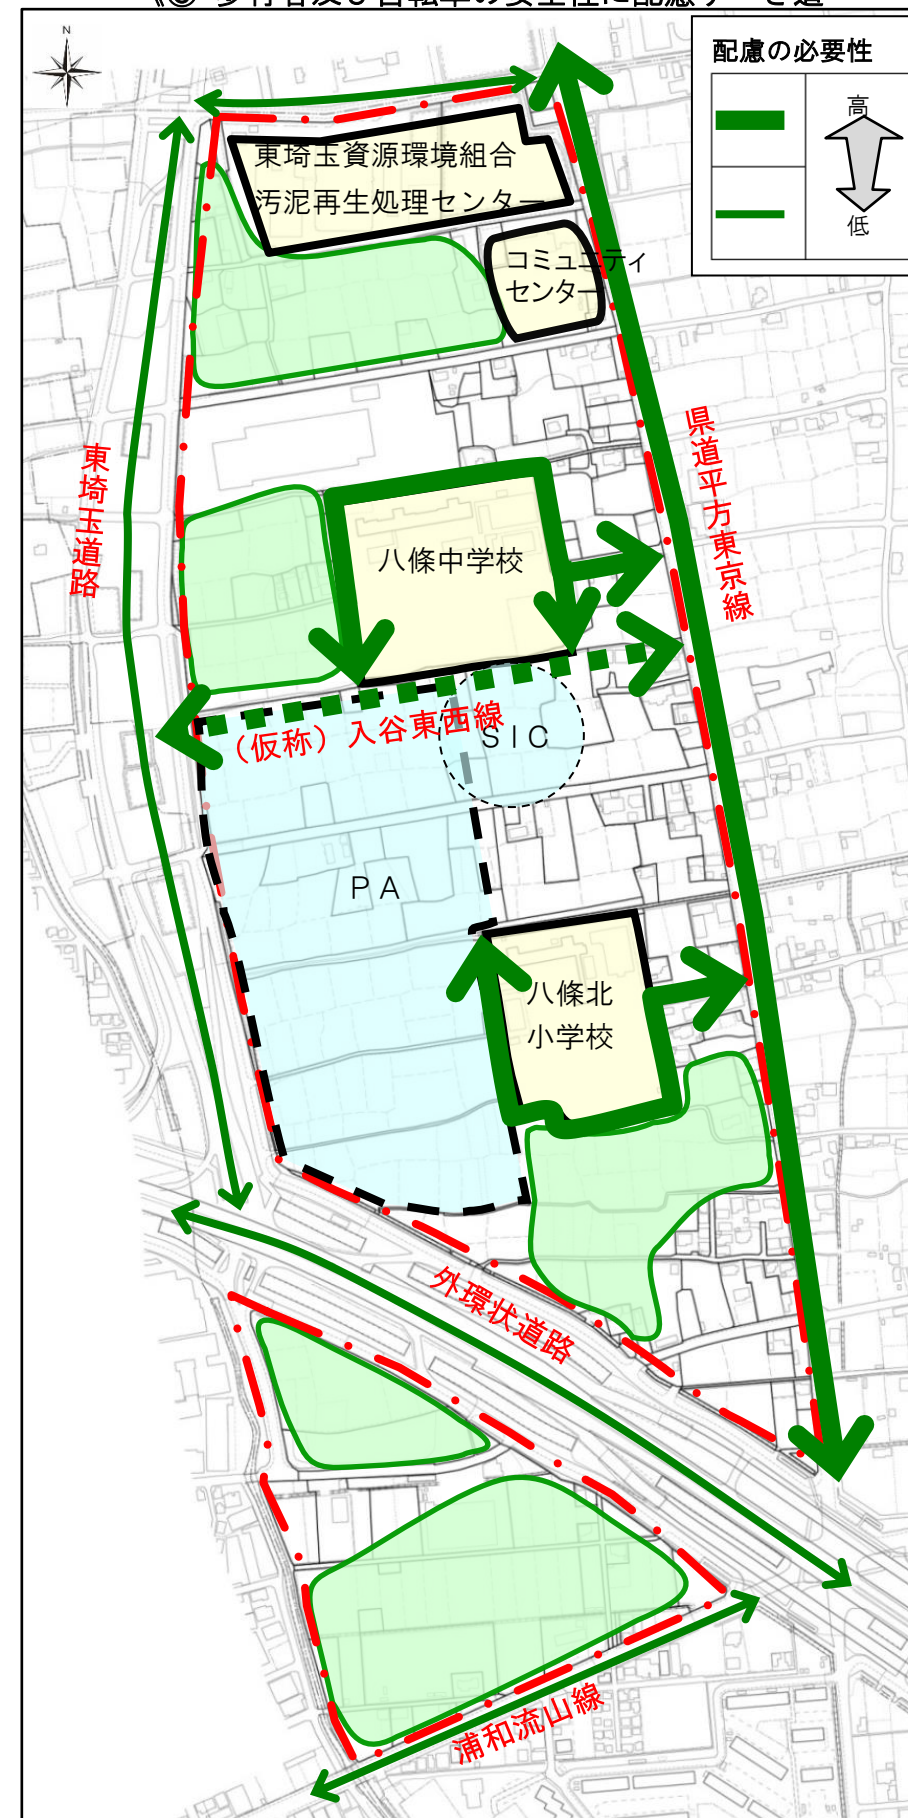 N
配慮の必要性
高
低
東埼玉資源環境組合
汚泥再生処理センター
コミュニティ
センター
県道平方東京線
東埼玉道路
八條中学校
(仮称)入谷東西線
SIC
PA
八條北
小学校
外環状道路
浦和流山線